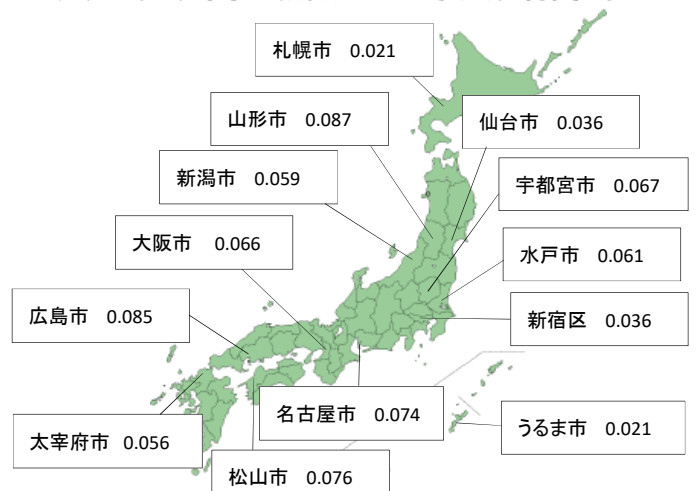 札幌市 0.021
山形市 0.087
仙台市 0.036
新潟市 0.059
宇都宮市 0.067
大阪市 0.066
水戸市 0.061
広島市 0.085
新宿区 0.036
名古屋市 0.074
うるま市 0.021
太宰府市 0.056
松山市 0.076